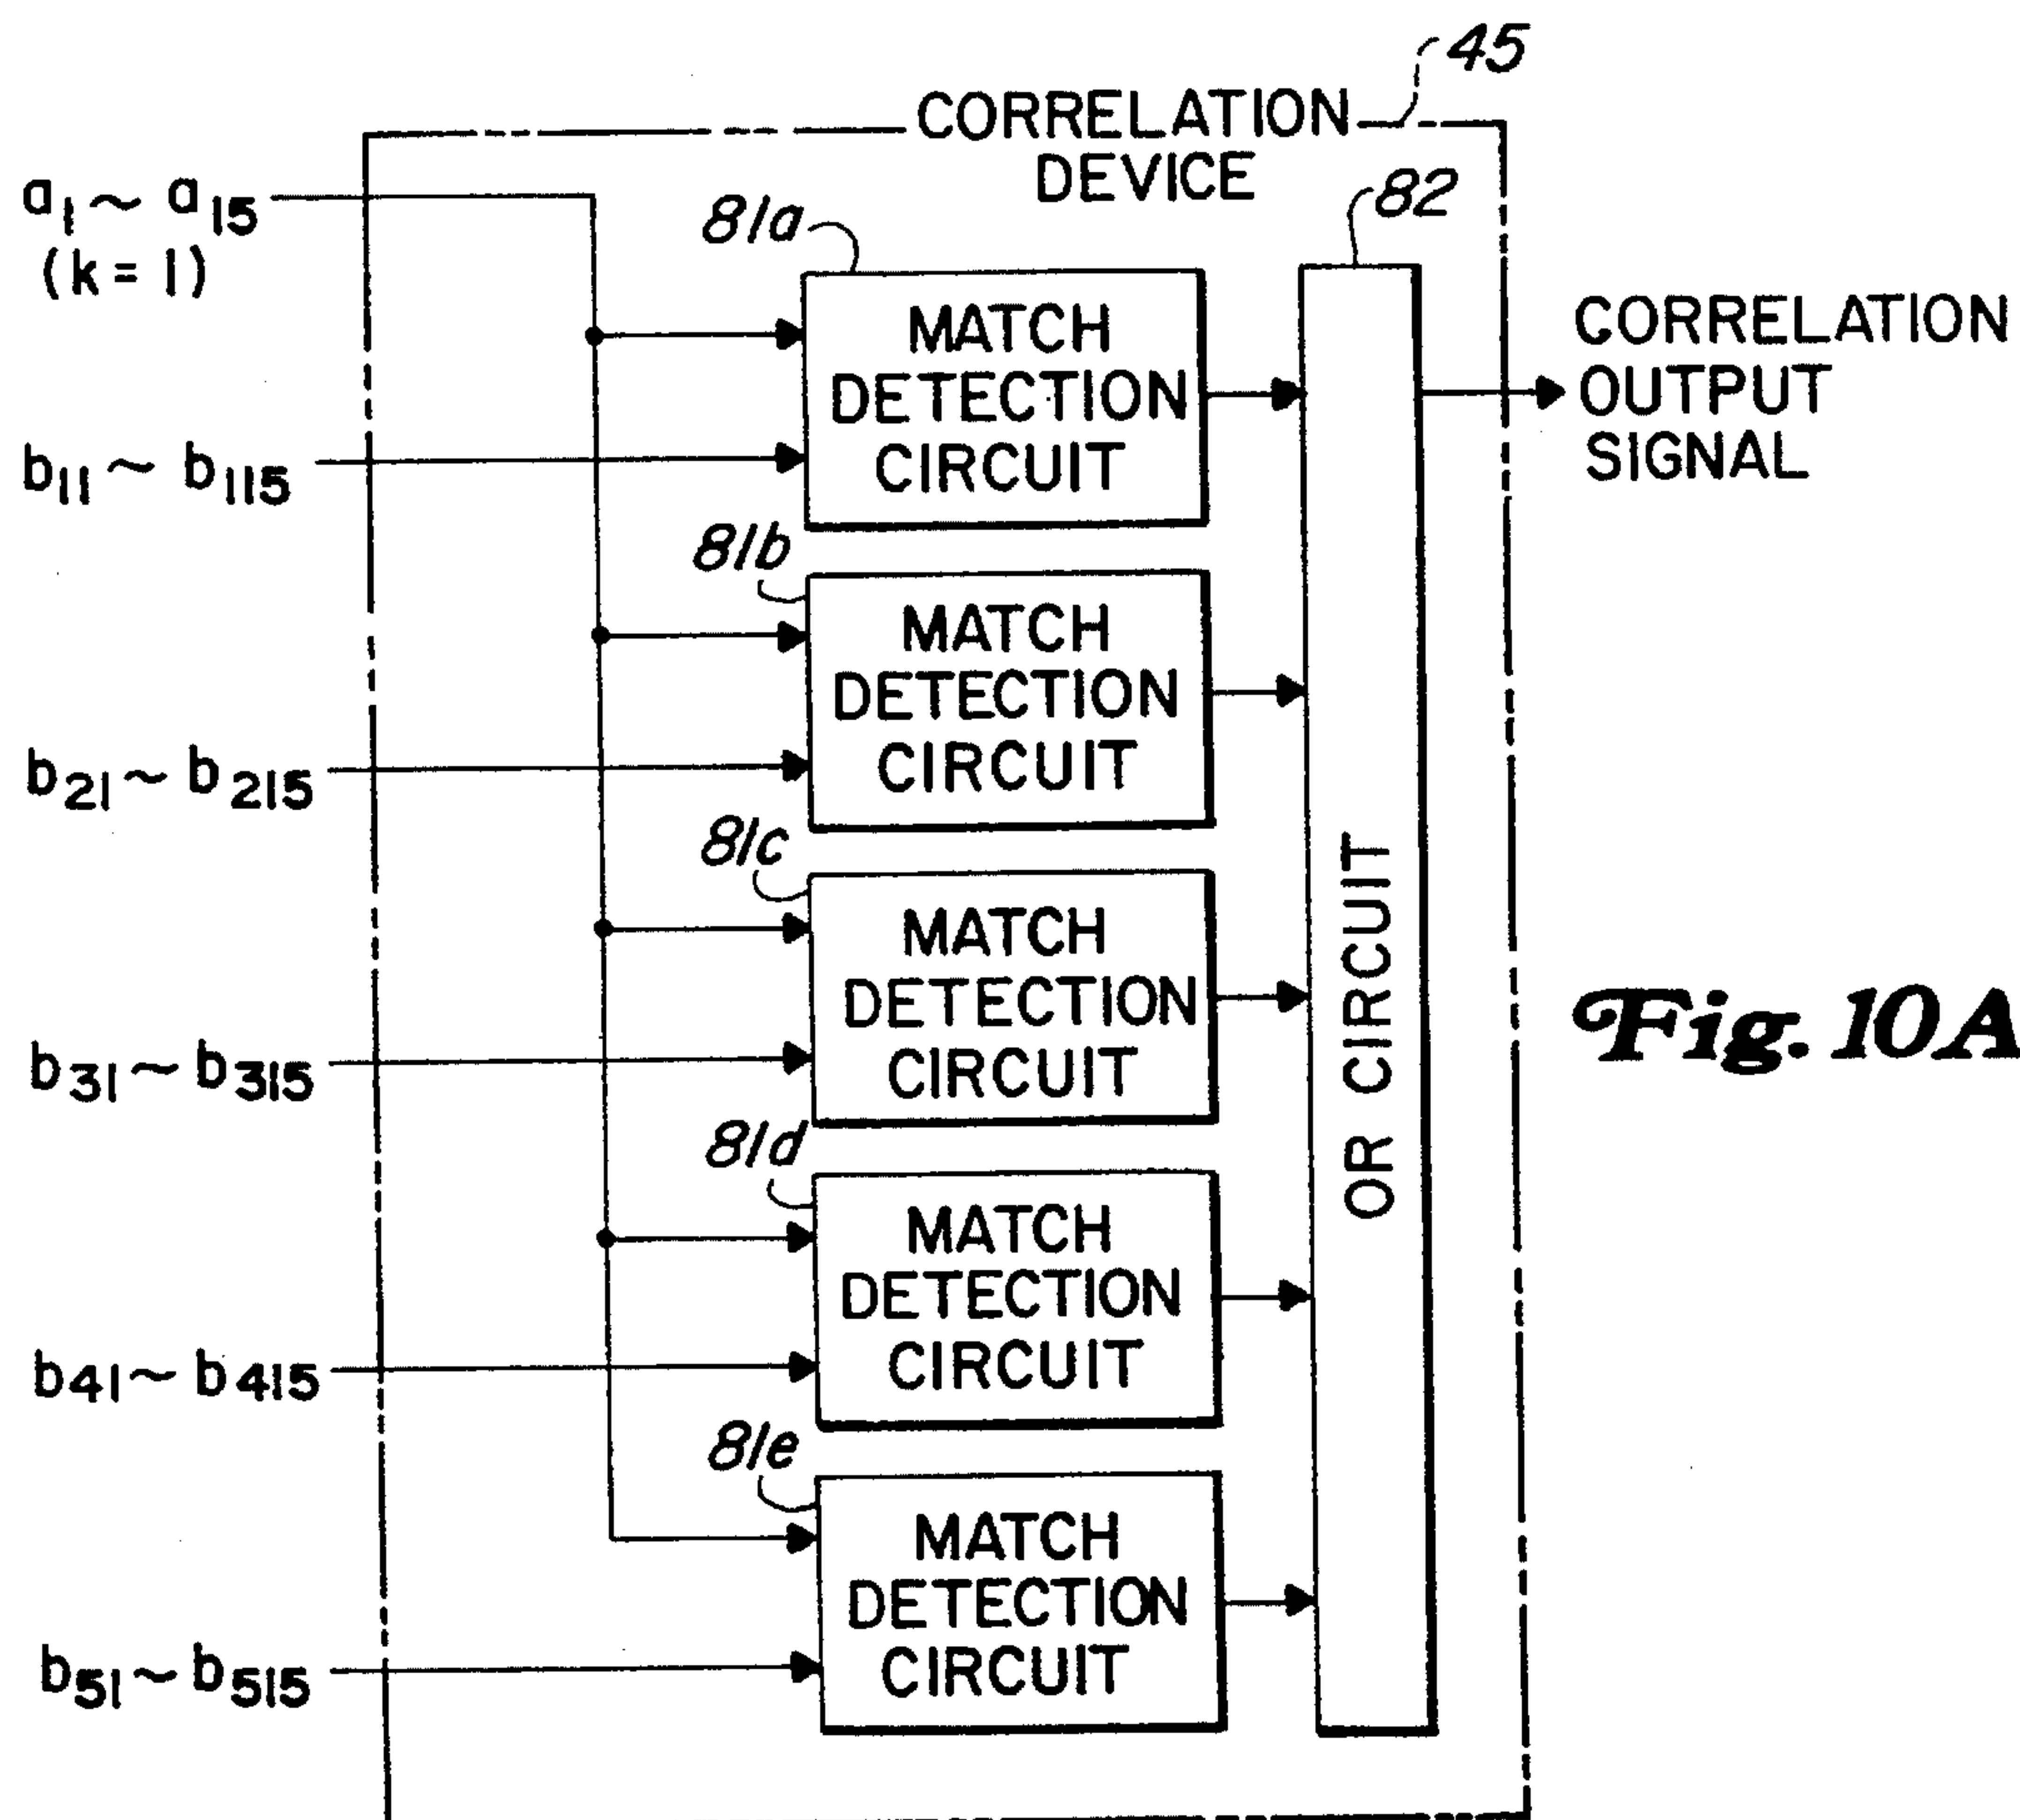 45
CORRELATION
DEVICE
a₁ ~ a₁₅
(k = 1)
81a
82
MATCH
DETECTION
CIRCUIT
CORRELATION
OUTPUT
SIGNAL
b₁₁ ~ b₁₁₅
81b
MATCH
DETECTION
CIRCUIT
b₂₁ ~ b₂₁₅
81c
MATCH
DETECTION
CIRCUIT
OR CIRCUIT
Fig. 10A
b₃₁ ~ b₃₁₅
81d
MATCH
DETECTION
CIRCUIT
b₄₁ ~ b₄₁₅
81e
MATCH
DETECTION
CIRCUIT
b₅₁ ~ b₅₁₅